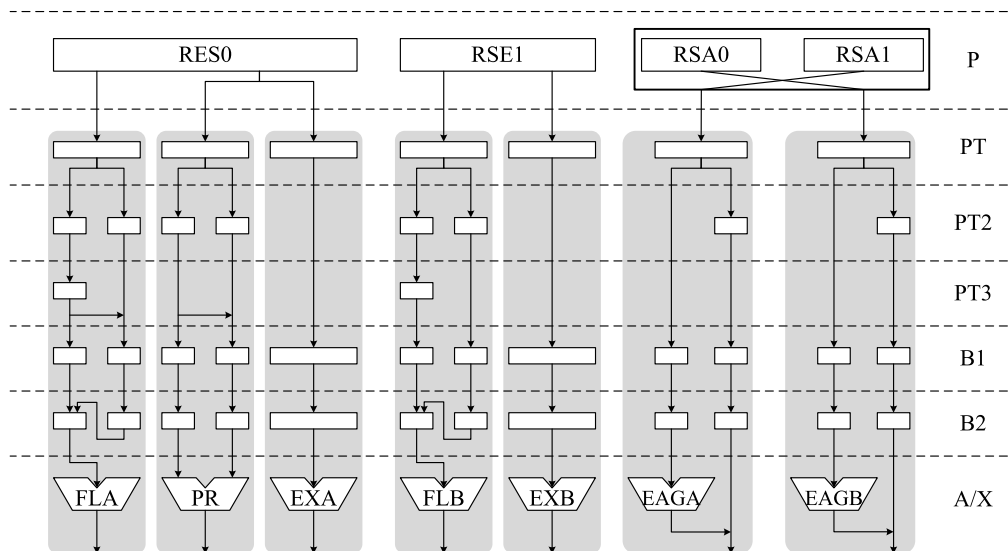 RES0 RSE1 RSA0 RSA1 P
PT
PT2
PT3
B1
B2
FLA PR EXA FLB EXB EAGA EAGB A/X